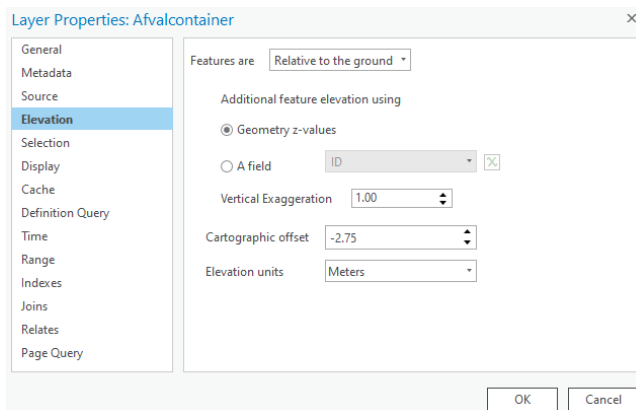 Layer Properties: Afvalcontainer
General
Metadata
Source
Elevation
Selection
Display
Cache
Definition Query
Time
Range
Indexes
Joins
Relates
Page Query
Features are Relative to the ground
Additional feature elevation using
Geometry z-values
A field ID
Vertical Exaggeration 1.00
Cartographic offset -2.75
Elevation units Meters
OK Cancel